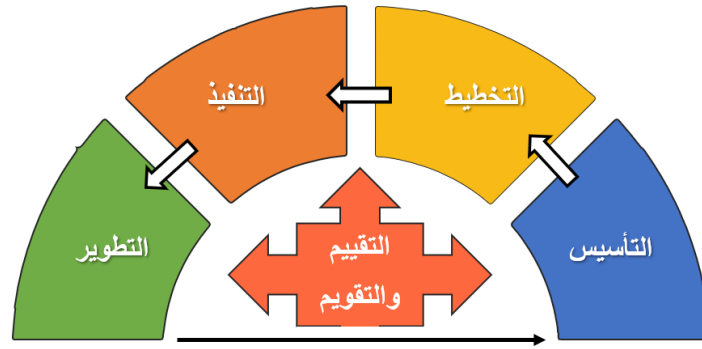 التأسيس
التخطيط
التنفيذ
التطوير
التقييم
والتقويم